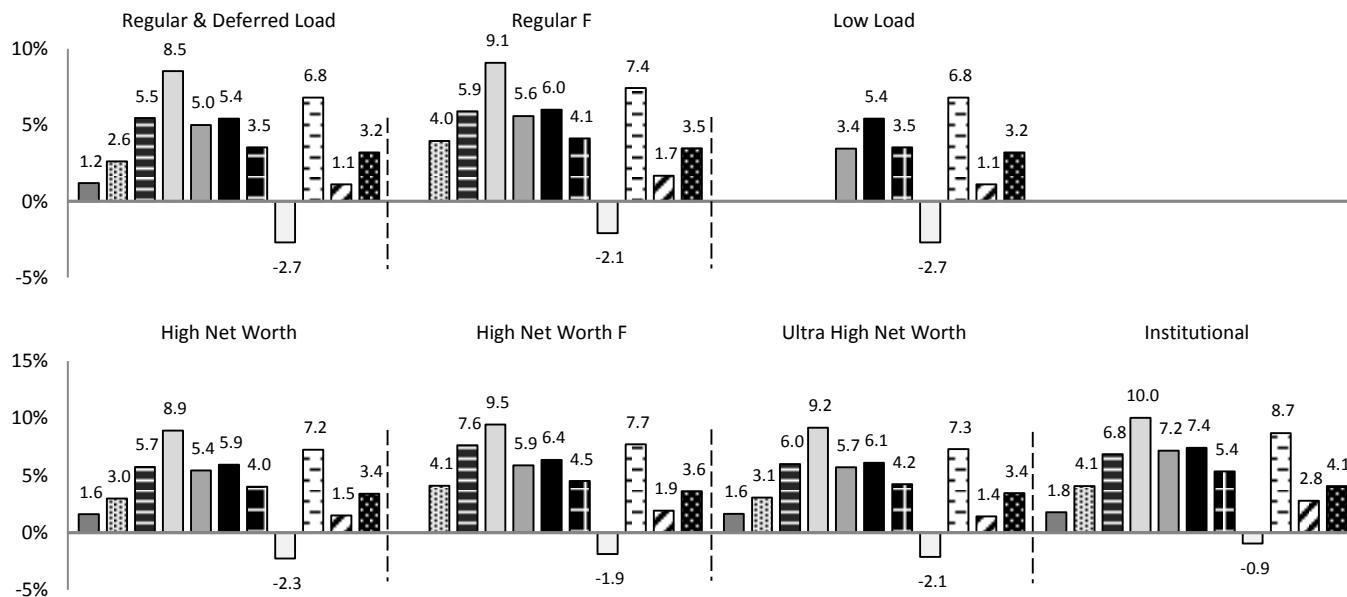 Regular & Deferred Load Regular F Low Load
10%
5%
0%
-5%
1.2 2.6 5.5 8.5 5.0 5.4 3.5 -2.7 6.8 1.1 3.2
4.0 5.9 9.1 5.6 6.0 4.1 -2.1 7.4 1.7 3.5
3.4 5.4 3.5 -2.7 6.8 1.1 3.2
High Net Worth High Net Worth F Ultra High Net Worth Institutional
15%
10%
5%
0%
-5%
1.6 3.0 5.7 8.9 5.4 5.9 4.0 -2.3 7.2 1.5 3.4
4.1 7.6 9.5 5.9 6.4 4.5 -1.9 7.7 1.9 3.6
1.6 3.1 6.0 9.2 5.7 6.1 4.2 -2.1 7.3 1.4 3.4
1.8 4.1 6.8 10.0 7.2 7.4 5.4 -0.9 8.7 2.8 4.1